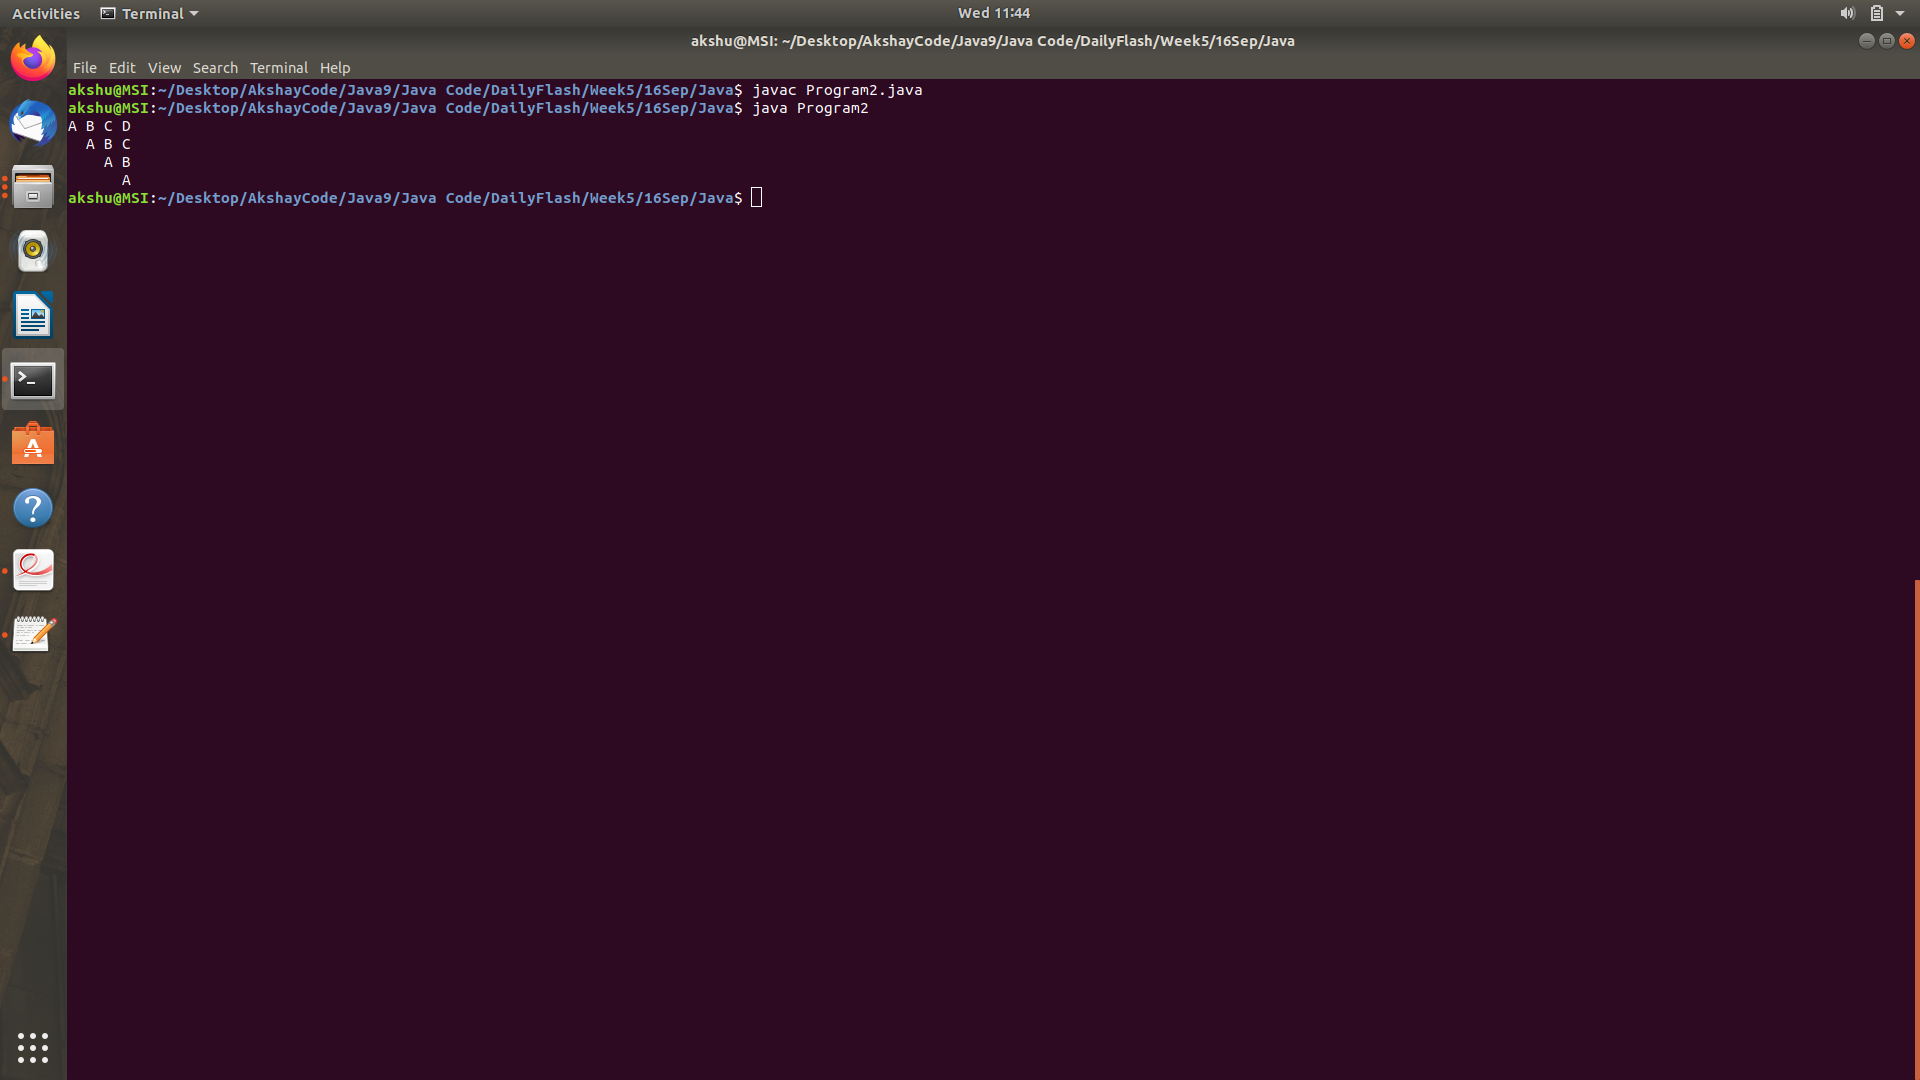 Activities Terminal Wed 11:44
akshu@MSI: ~/Desktop/AkshayCode/Java9/Java Code/DailyFlash/Week5/16Sep/Java
File Edit View Search Terminal Help
akshu@MSI:~/Desktop/AkshayCode/Java9/Java Code/DailyFlash/Week5/16Sep/Java$ javac Program2.java
akshu@MSI:~/Desktop/AkshayCode/Java9/Java Code/DailyFlash/Week5/16Sep/Java$ java Program2
A B C D
  A B C
    A B
      A
akshu@MSI:~/Desktop/AkshayCode/Java9/Java Code/DailyFlash/Week5/16Sep/Java$